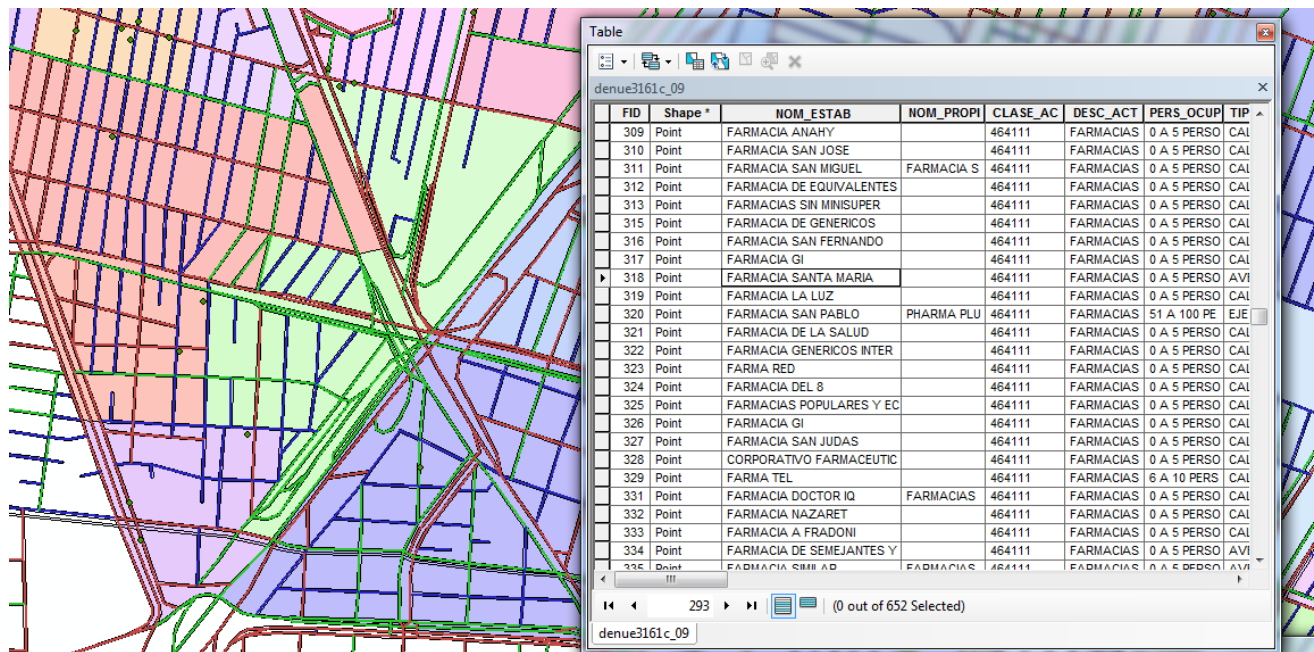 Table
denue3161c_09
FID Shape * NOM_ESTAB NOM_PROPI CLASE_AC DESC_ACT PERS_OCUP TIP
309 Point FARMACIA ANAHY 464111 FARMACIAS 0 A 5 PERSO CAL
310 Point FARMACIA SAN JOSE 464111 FARMACIAS 0 A 5 PERSO CAL
311 Point FARMACIA SAN MIGUEL FARMACIA S 464111 FARMACIAS 0 A 5 PERSO CAL
312 Point FARMACIA DE EQUIVALENTES 464111 FARMACIAS 0 A 5 PERSO CAL
313 Point FARMACIAS SIN MINISUPER 464111 FARMACIAS 0 A 5 PERSO CAL
315 Point FARMACIA DE GENERICOS 464111 FARMACIAS 0 A 5 PERSO CAL
316 Point FARMACIA SAN FERNANDO 464111 FARMACIAS 0 A 5 PERSO CAL
317 Point FARMACIA GI 464111 FARMACIAS 0 A 5 PERSO CAL
318 Point FARMACIA SANTA MARIA 464111 FARMACIAS 0 A 5 PERSO AVE
319 Point FARMACIA LA LUZ 464111 FARMACIAS 0 A 5 PERSO CAL
320 Point FARMACIA SAN PABLO PHARMA PLU 464111 FARMACIAS 51 A 100 PE EJE
321 Point FARMACIA DE LA SALUD 464111 FARMACIAS 0 A 5 PERSO CAL
322 Point FARMACIA GENERICOS INTER 464111 FARMACIAS 0 A 5 PERSO CAL
323 Point FARMA RED 464111 FARMACIAS 0 A 5 PERSO CAL
324 Point FARMACIA DEL 8 464111 FARMACIAS 0 A 5 PERSO CAL
325 Point FARMACIAS POPULARES Y EC 464111 FARMACIAS 0 A 5 PERSO CAL
326 Point FARMACIA GI 464111 FARMACIAS 0 A 5 PERSO CAL
327 Point FARMACIA SAN JUDAS 464111 FARMACIAS 0 A 5 PERSO CAL
328 Point CORPORATIVO FARMACEUTIC 464111 FARMACIAS 0 A 5 PERSO CAL
329 Point FARMA TEL 464111 FARMACIAS 6 A 10 PERS CAL
331 Point FARMACIA DOCTOR IQ FARMACIAS 464111 FARMACIAS 0 A 5 PERSO CAL
332 Point FARMACIA NAZARET 464111 FARMACIAS 0 A 5 PERSO CAL
333 Point FARMACIA A FRADONI 464111 FARMACIAS 0 A 5 PERSO CAL
334 Point FARMACIA DE SEMEJANTES Y 464111 FARMACIAS 0 A 5 PERSO AVE
335 Point FARMACIA SIMILAR FARMACIAS 464111 FARMACIAS 0 A 5 PERSO AVE
293 (0 out of 652 Selected)
denue3161c_09